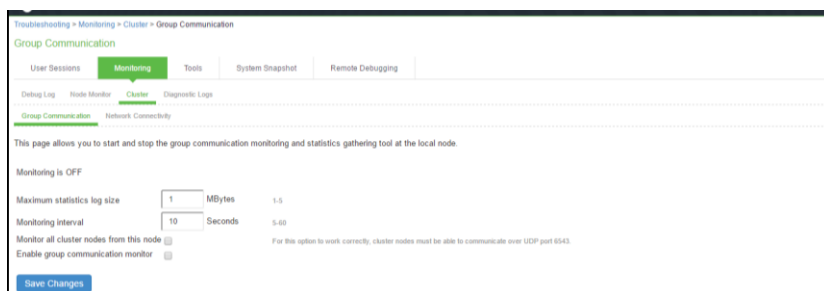 Troubleshooting > Monitoring > Cluster > Group Communication
Group Communication
User Sessions Monitoring Tools System Snapshot Remote Debugging
Debug Log Node Monitor Cluster Diagnostic Logs
Group Communication Network Connectivity
This page allows you to start and stop the group communication monitoring and statistics gathering tool at the local node.
Monitoring is OFF
Maximum statistics log size 1 MBytes 1-5
Monitoring interval 10 Seconds 5-60
Monitor all cluster nodes from this node For this option to work correctly, cluster nodes must be able to communicate over UDP port 6543.
Enable group communication monitor
Save Changes